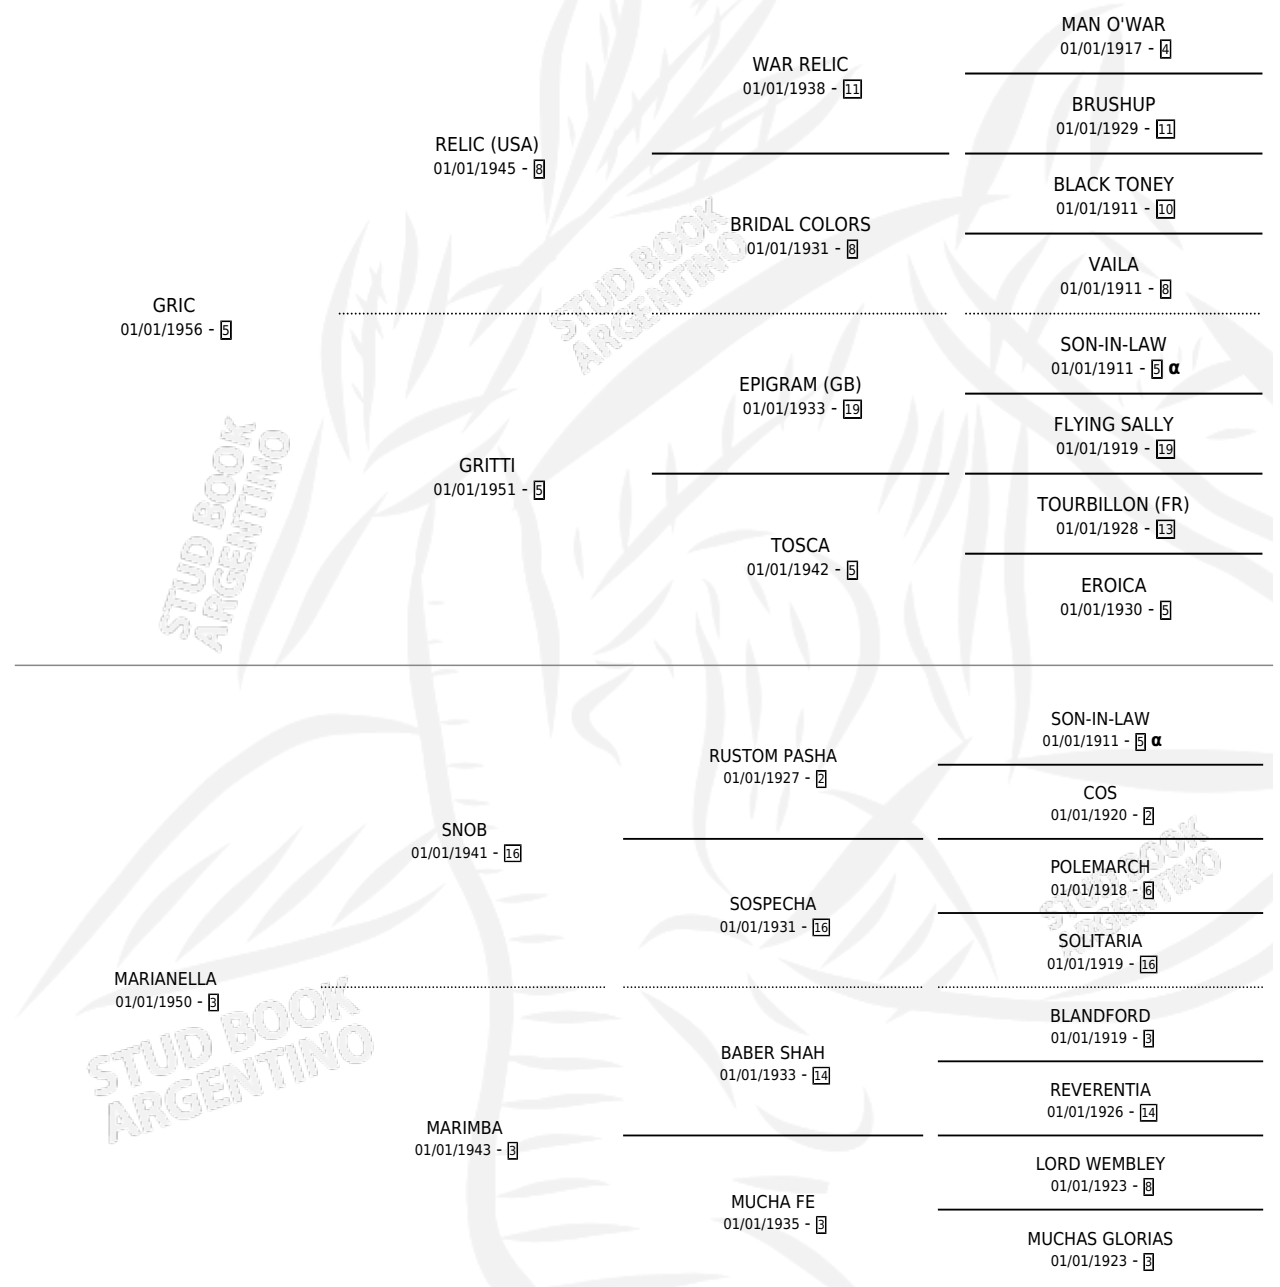 MAN O'WAR
01/01/1917 - 4
WAR RELIC
01/01/1938 - 11
BRUSHUP
01/01/1929 - 11
RELIC (USA)
01/01/1945 - 8
BLACK TONEY
01/01/1911 - 10
BRIDAL COLORS
01/01/1931 - 8
VAILA
01/01/1911 - 8
GRIC
01/01/1956 - 5
SON-IN-LAW
01/01/1911 - 5 α
EPIGRAM (GB)
01/01/1933 - 19
FLYING SALLY
01/01/1919 - 19
GRITTI
01/01/1951 - 5
TOURBILLON (FR)
01/01/1928 - 13
TOSCA
01/01/1942 - 5
EROICA
01/01/1930 - 5
SON-IN-LAW
01/01/1911 - 5 α
RUSTOM PASHA
01/01/1927 - 2
COS
01/01/1920 - 2
SNOB
01/01/1941 - 16
POLEMARCH
01/01/1918 - 6
SOSPECHA
01/01/1931 - 16
SOLITARIA
01/01/1919 - 16
MARIANELLA
01/01/1950 - 3
BLANDFORD
01/01/1919 - 3
BABER SHAH
01/01/1933 - 14
REVERENTIA
01/01/1926 - 14
MARIMBA
01/01/1943 - 3
LORD WEMBLEY
01/01/1923 - 8
MUCHA FE
01/01/1935 - 3
MUCHAS GLORIAS
01/01/1923 - 3
STUD BOOK
ARGENTINO
STUD BOOK
ARGENTINO
STUD BOOK
ARGENTINO
STUD BOOK
ARGENTINO